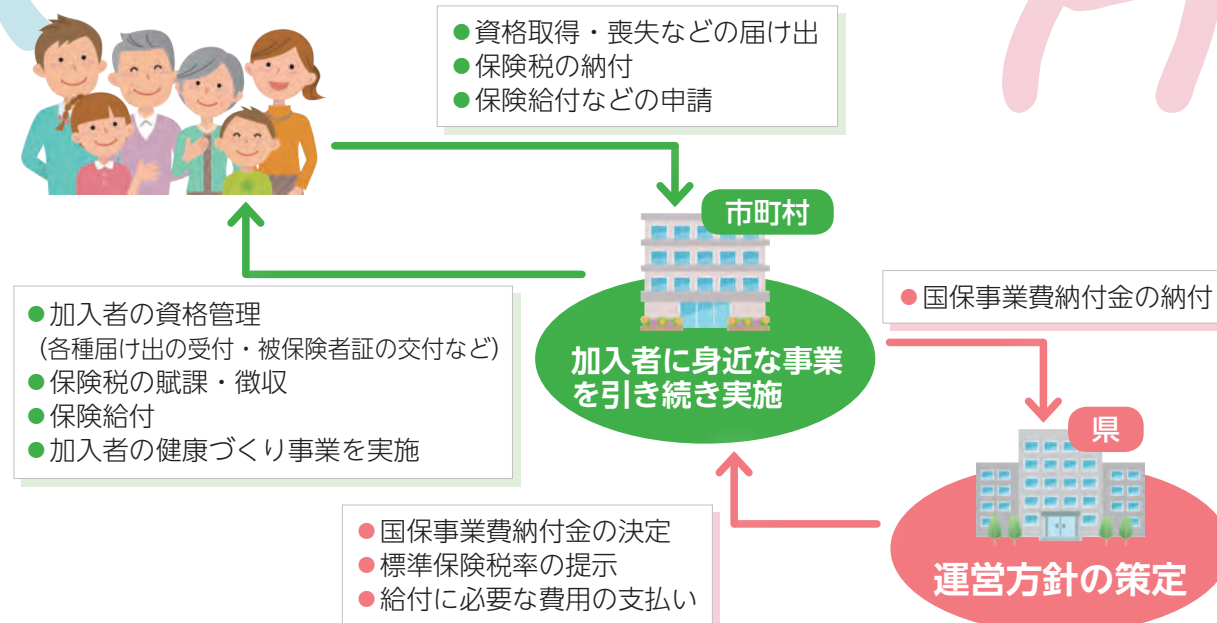 ●資格取得・喪失などの届け出
●保険税の納付
●保険給付などの申請
市町村
加入者に身近な事業
を引き続き実施
●加入者の資格管理
(各種届け出の受付・被保険者証の交付など)
●保険税の賦課・徴収
●保険給付
●加入者の健康づくり事業を実施
●国保事業費納付金の納付
県
運営方針の策定
●国保事業費納付金の決定
●標準保険税率の提示
●給付に必要な費用の支払い